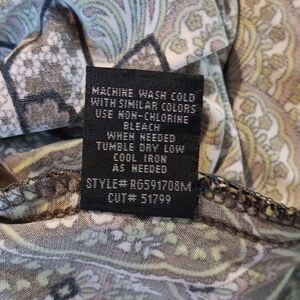 MACHINE WASH COLD
WITH SIMILAR COLORS
USE NON-CHLORINE
BLEACH
WHEN NEEDED
TUMBLE DRY LOW
COOL IRON
AS NEEDED
STYLE# RG591708M
CUT# 51799